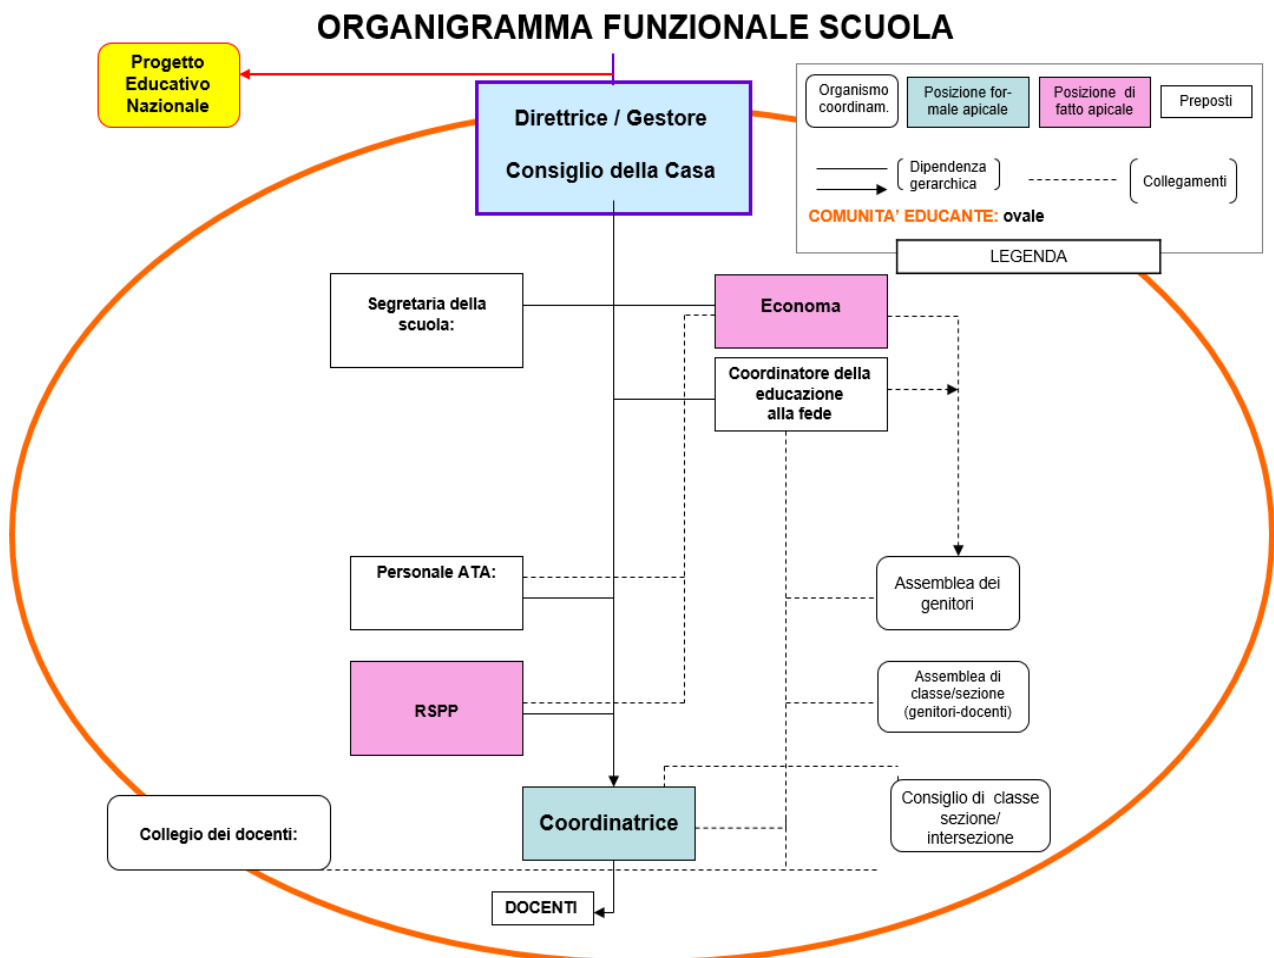 ORGANIGRAMMA FUNZIONALE SCUOLA
Progetto
Educativo
Nazionale
Direttrice / Gestore
Consiglio della Casa
Organismo
coordinam.
Posizione for-
male apicale
Posizione di
fatto apicale
Preposti
Dipendenza
gerarchica
Collegamenti
COMUNITA’ EDUCANTE: ovale
LEGENDA
Segretaria della
scuola:
Economa
Coordinatore della
educazione
alla fede
Personale ATA:
Assemblea dei
genitori
RSPP
Assemblea di
classe/sezione
(genitori-docenti)
Collegio dei docenti:
Coordinatrice
Consiglio di classe
sezione/
intersezione
DOCENTI